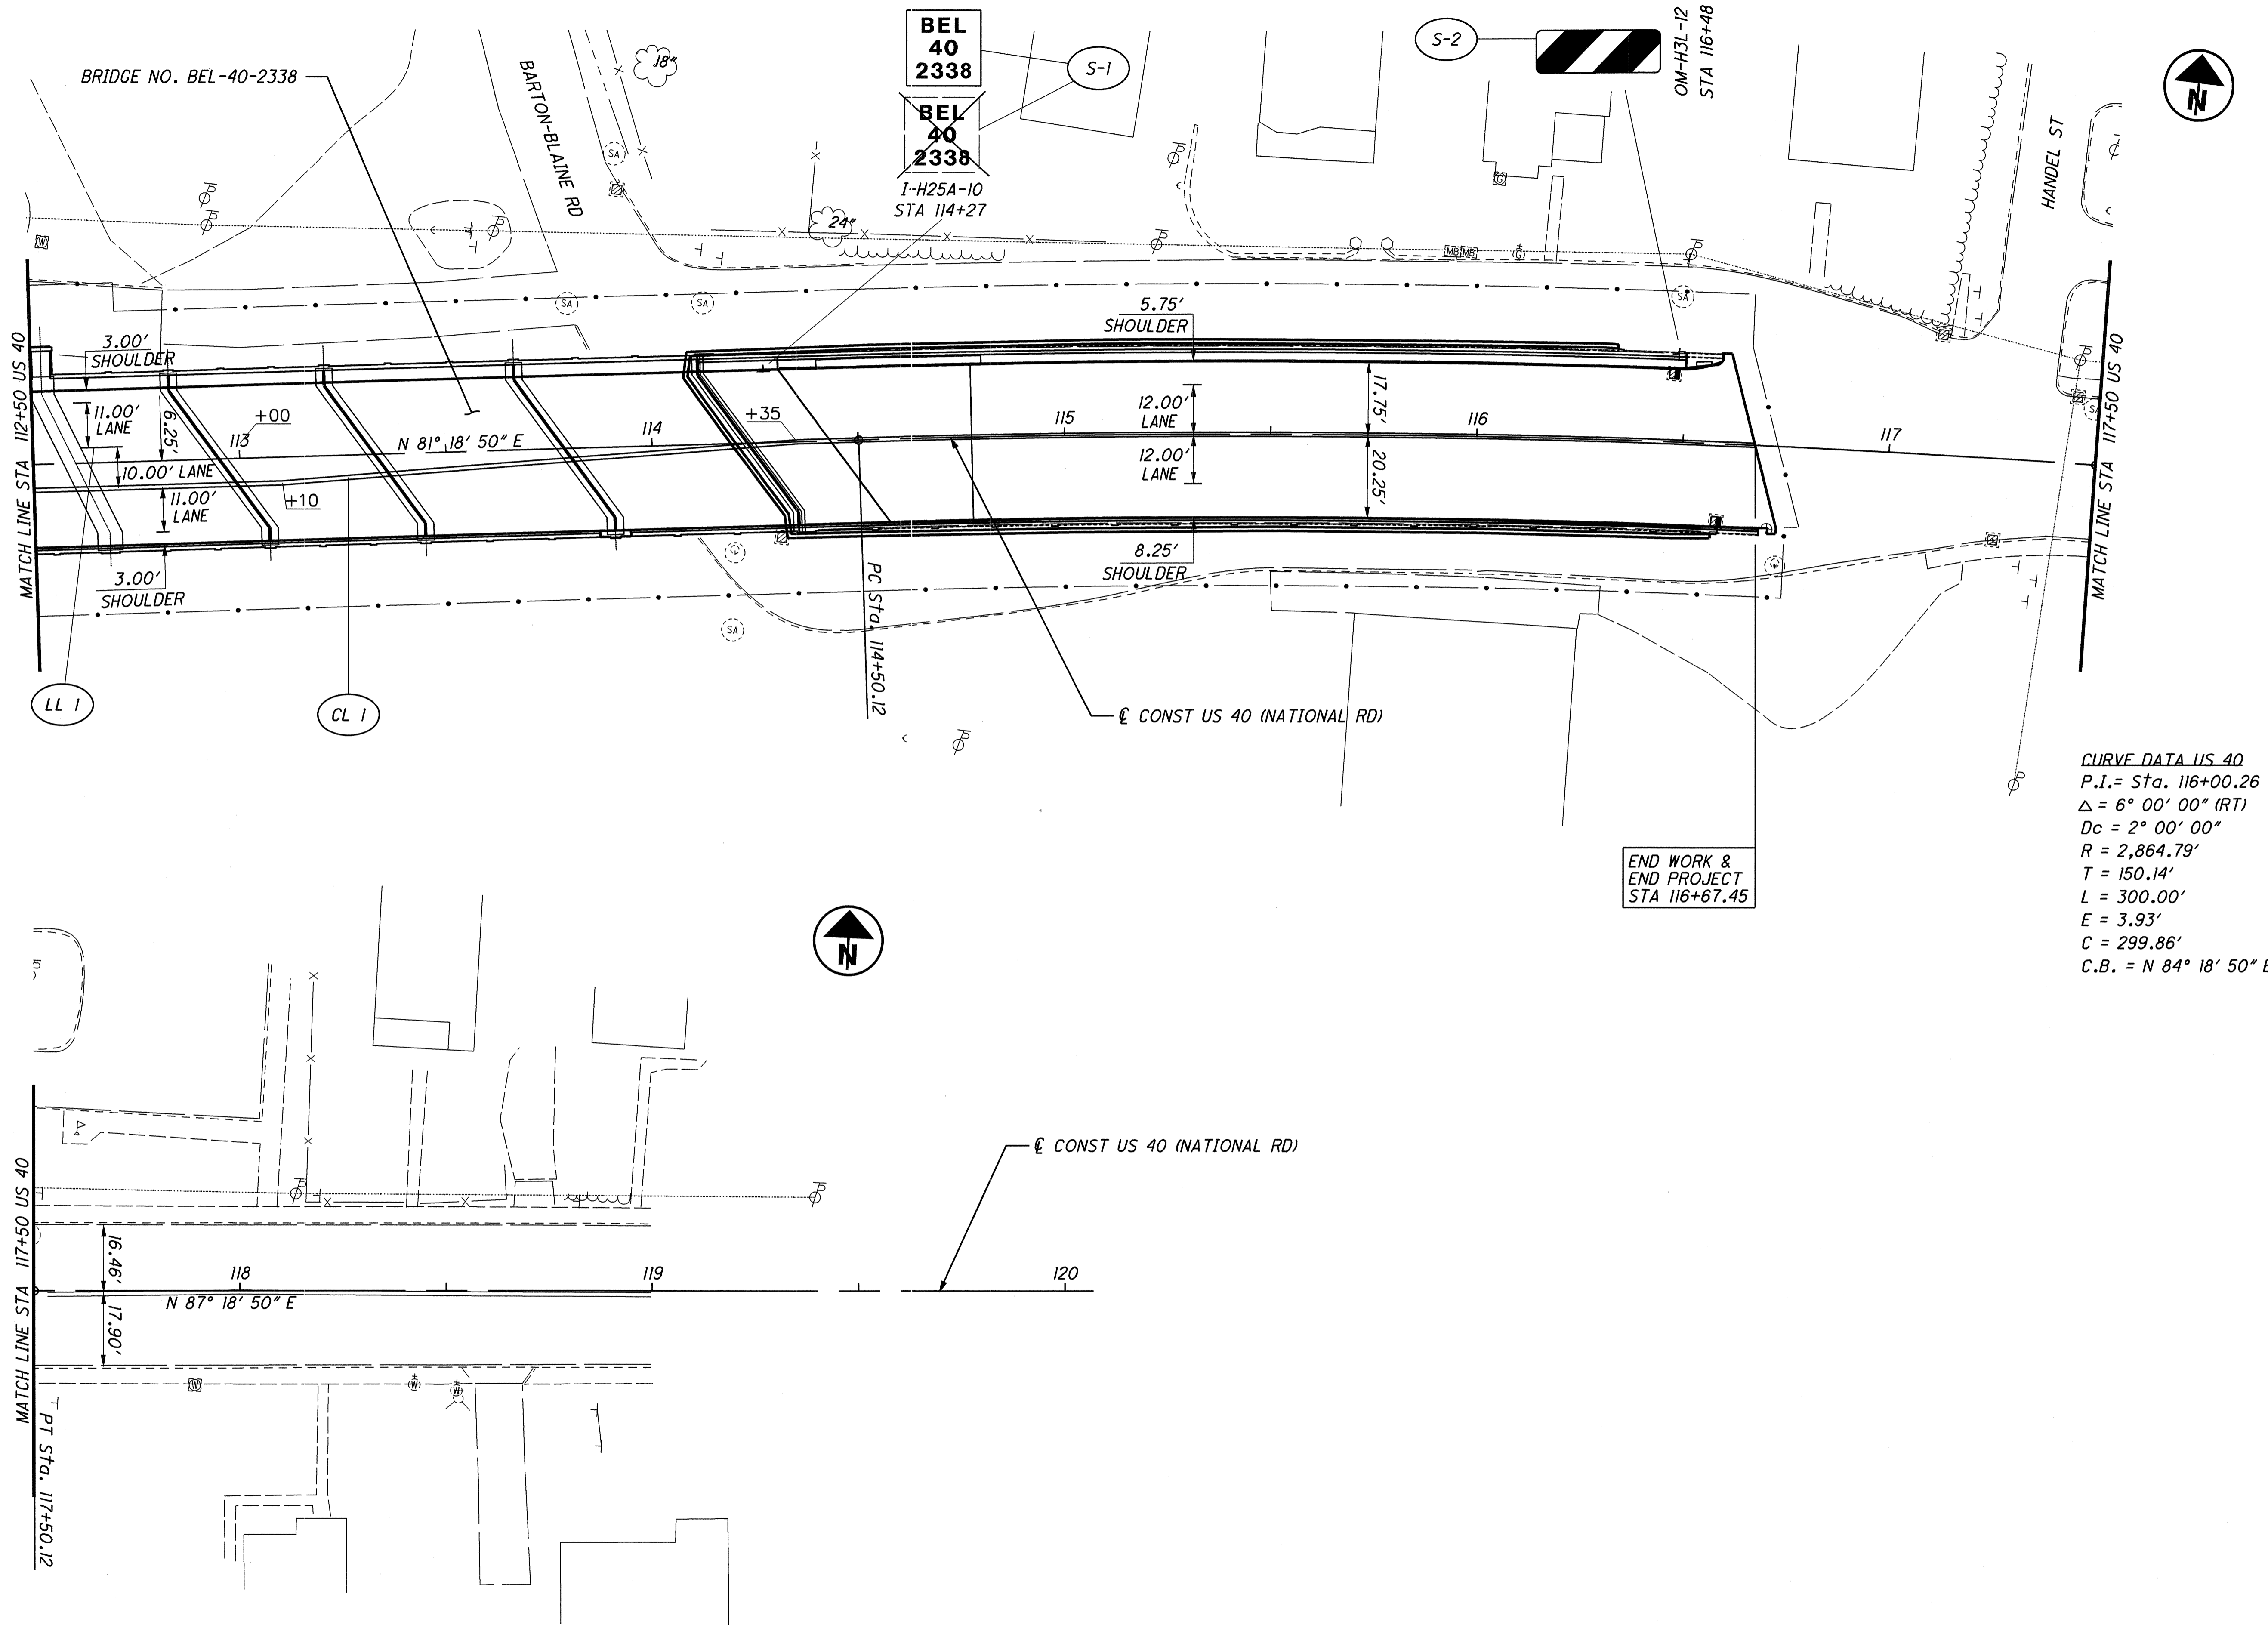 BRIDGE NO. BEL-40-2338
BARTON-BLAINE RD
18"
24"
BEL
40
2338
BEL
40
2338
S-1
I-H25A-10
STA 114+27
S-2
OM-H3L-12
STA 116+48
N
HANDEL ST
SA
W
G
MB MB
G
SA
SA
SA
MATCH LINE STA 112+50 US 40
3.00'
SHOULDER
11.00'
LANE
6.25'
10.00' LANE
11.00'
LANE
3.00'
SHOULDER
+00
113
+10
N 81° 18' 50" E
114
+35
5.75'
SHOULDER
12.00'
LANE
12.00'
LANE
115
17.75'
20.25'
8.25'
SHOULDER
116
117
MATCH LINE STA 117+50 US 40
SA
LL 1
CL 1
PC Sta. 114+50.12
℄ CONST US 40 (NATIONAL RD)
END WORK &
END PROJECT
STA 116+67.45
CURVE DATA US 40
P.I.= Sta. 116+00.26
Δ = 6° 00' 00" (RT)
Dc = 2° 00' 00"
R = 2,864.79'
T = 150.14'
L = 300.00'
E = 3.93'
C = 299.86'
C.B. = N 84° 18' 50" E
N
MATCH LINE STA 117+50 US 40
PT Sta. 117+50.12
16.46'
17.90'
118
N 87° 18' 50" E
119
120
℄ CONST US 40 (NATIONAL RD)
W
W
W